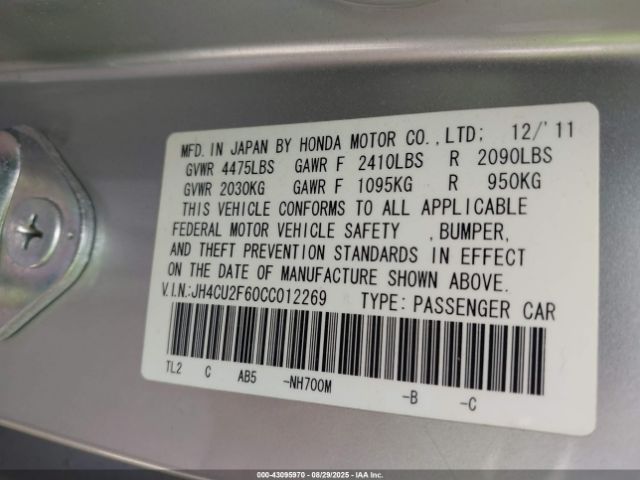 MFD. IN JAPAN BY HONDA MOTOR CO.,LTD; 12/'11
GVWR 4475LBS GAWR F 2410LBS R 2090LBS
GVWR 2030KG GAWR F 1095KG R 950KG
THIS VEHICLE CONFORMS TO ALL APPLICABLE
FEDERAL MOTOR VEHICLE SAFETY ,BUMPER,
AND THEFT PREVENTION STANDARDS IN EFFECT
ON THE DATE OF MANUFACTURE SHOWN ABOVE.
V.I.N:JH4CU2F60CC012269 TYPE:PASSENGER CAR
TL2 C AB5 -NH700M -B -C
000-43095970 - 08/29/2025 - IAA Inc.